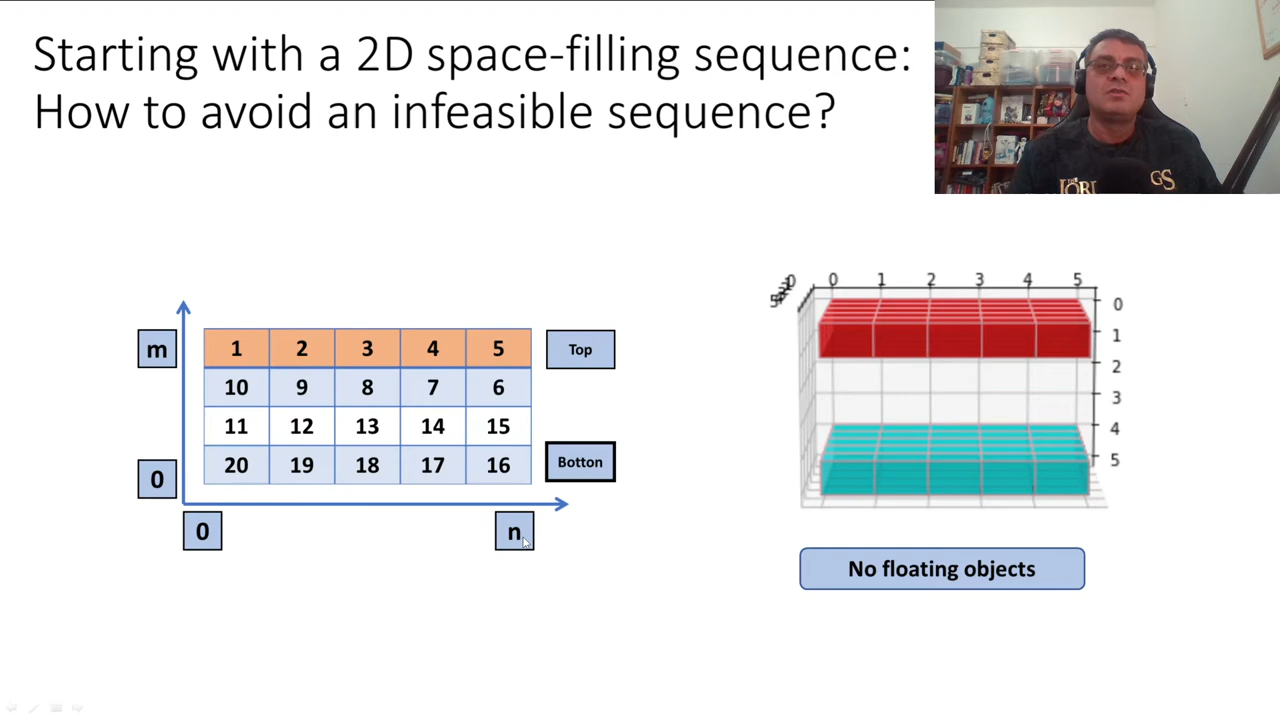 Starting with a 2D space-filling sequence:
How to avoid an infeasible sequence?
THE
GS
m
1 2 3 4 5
Top
10 9 8 7 6
11 12 13 14 15
20 19 18 17 16
Botton
0
0
n
0 1 2 3 4 5
0
1
2
3
4
5
No floating objects